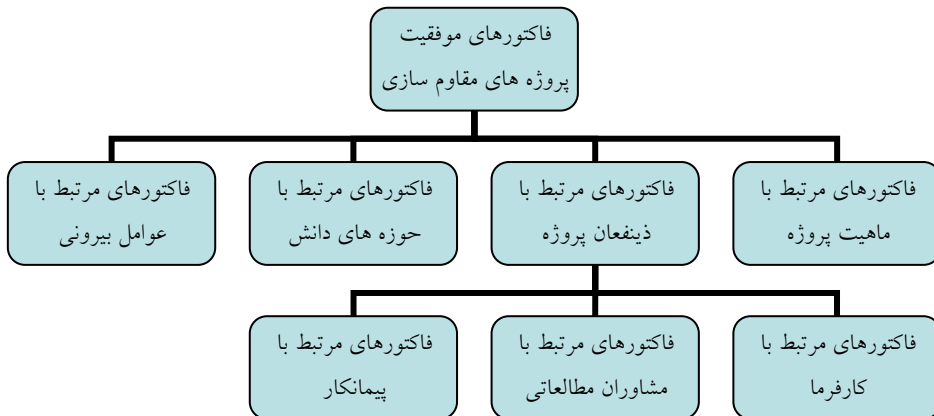 فاکتورهای موفقیت
پروژه های مقاوم سازی
فاکتورهای مرتبط با
ماهیت پروژه
فاکتورهای مرتبط با
ذینفعان پروژه
فاکتورهای مرتبط با
حوزه های دانش
فاکتورهای مرتبط با
عوامل بیرونی
فاکتورهای مرتبط با
کارفرما
فاکتورهای مرتبط با
مشاوران مطالعاتی
فاکتورهای مرتبط با
پیمانکار